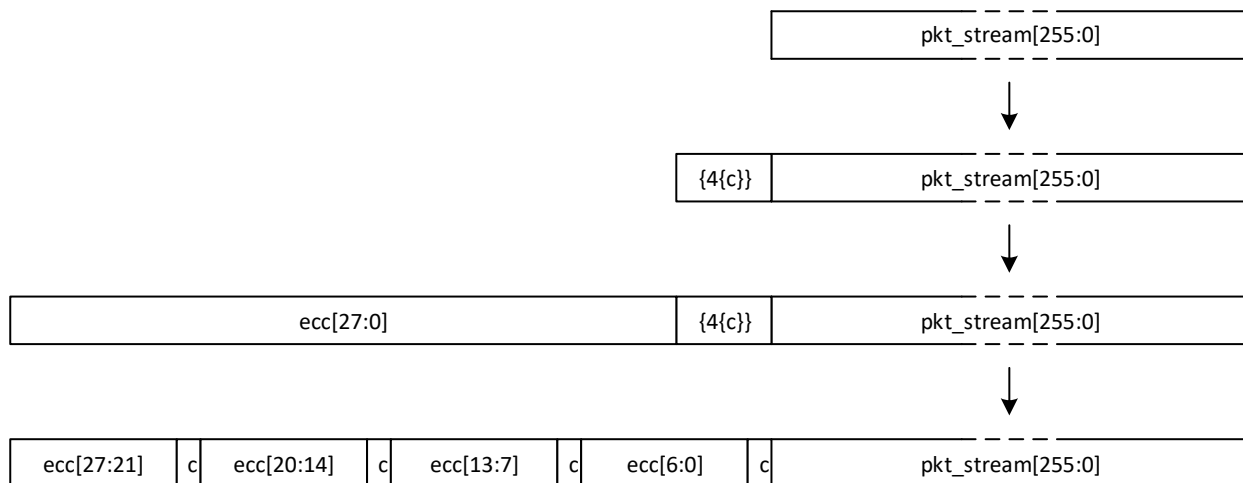 pkt_stream[255:0]
{4{c}} pkt_stream[255:0]
ecc[27:0] {4{c}} pkt_stream[255:0]
ecc[27:21] c ecc[20:14] c ecc[13:7] c ecc[6:0] c pkt_stream[255:0]